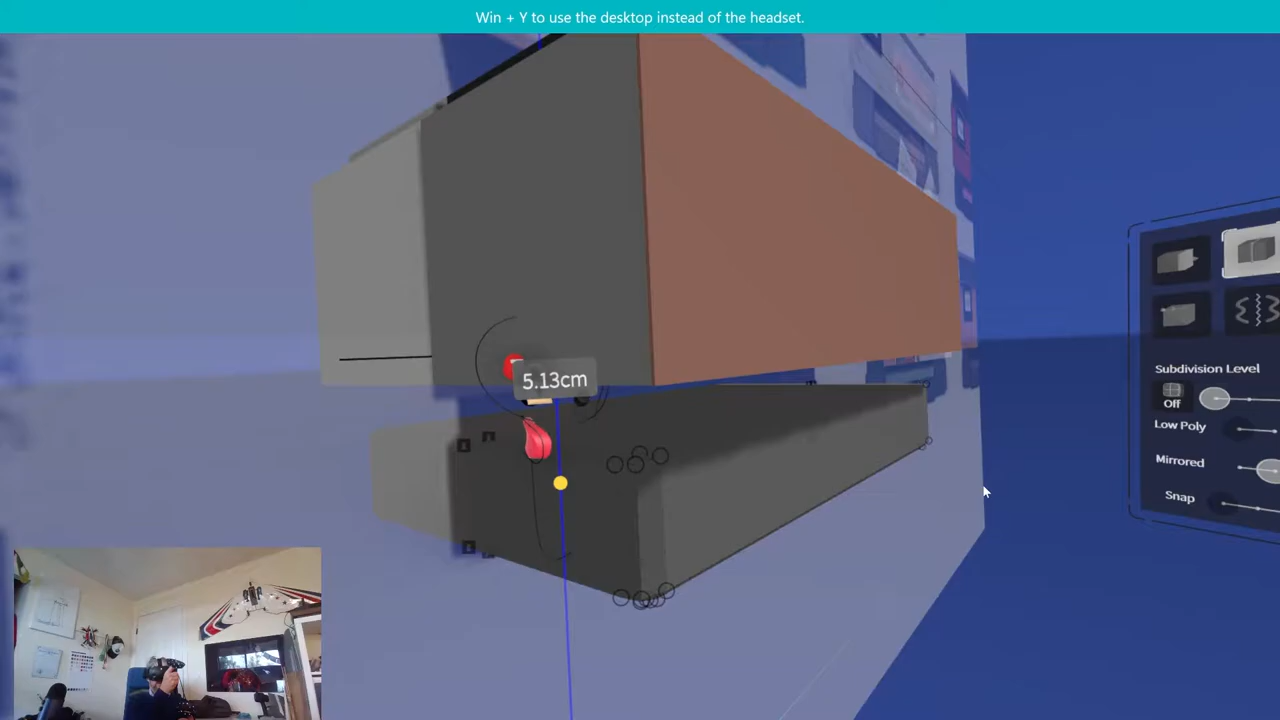 Win + Y to use the desktop instead of the headset.
5.13cm
Subdivision Level
Off
Low Poly
Mirrored
Snap